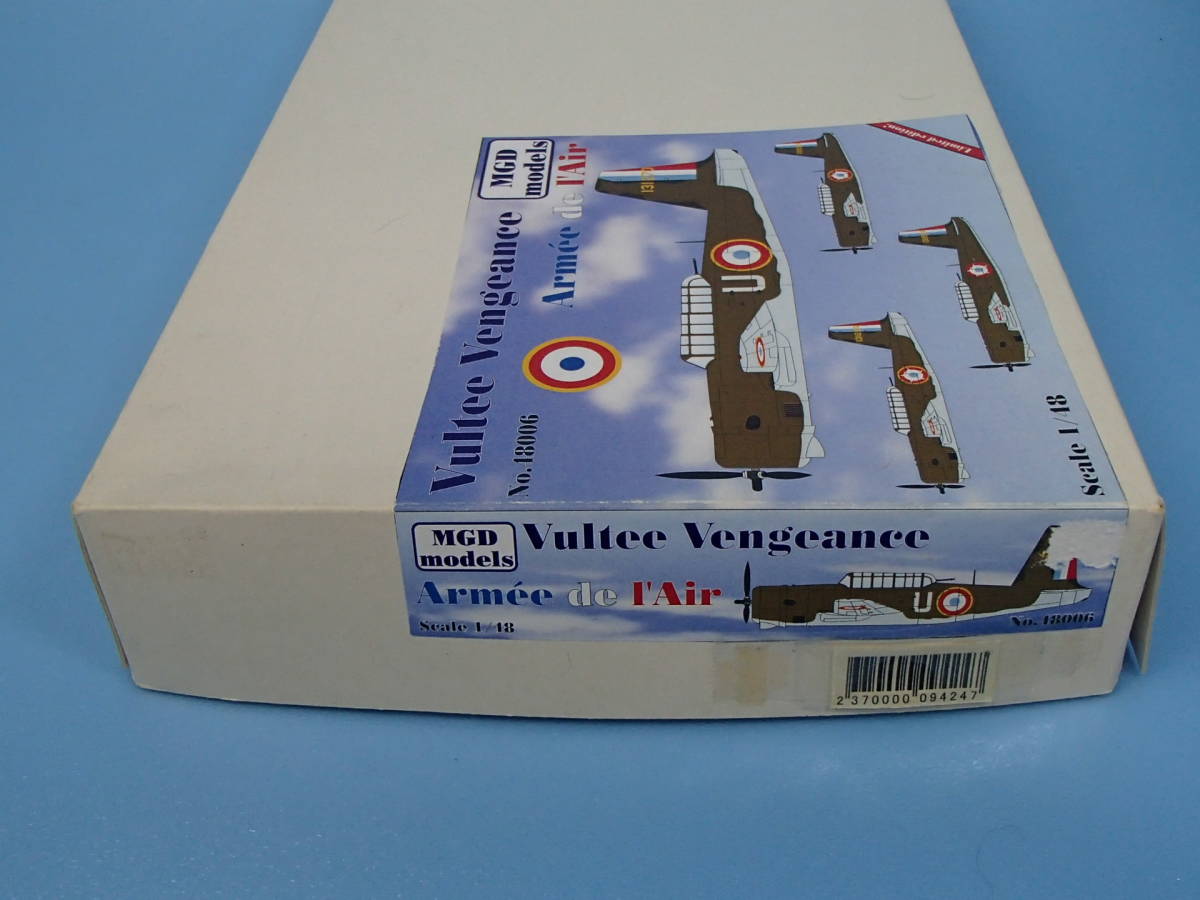 MGD
models
Vultee Vengeance
Armée de l'Air
No.48006
Limited edition!
U
Scale 1/48
MGD
models
Vultee Vengeance
Armée de l'Air
Scale 1/48
U
No.48006
2 370000 094247